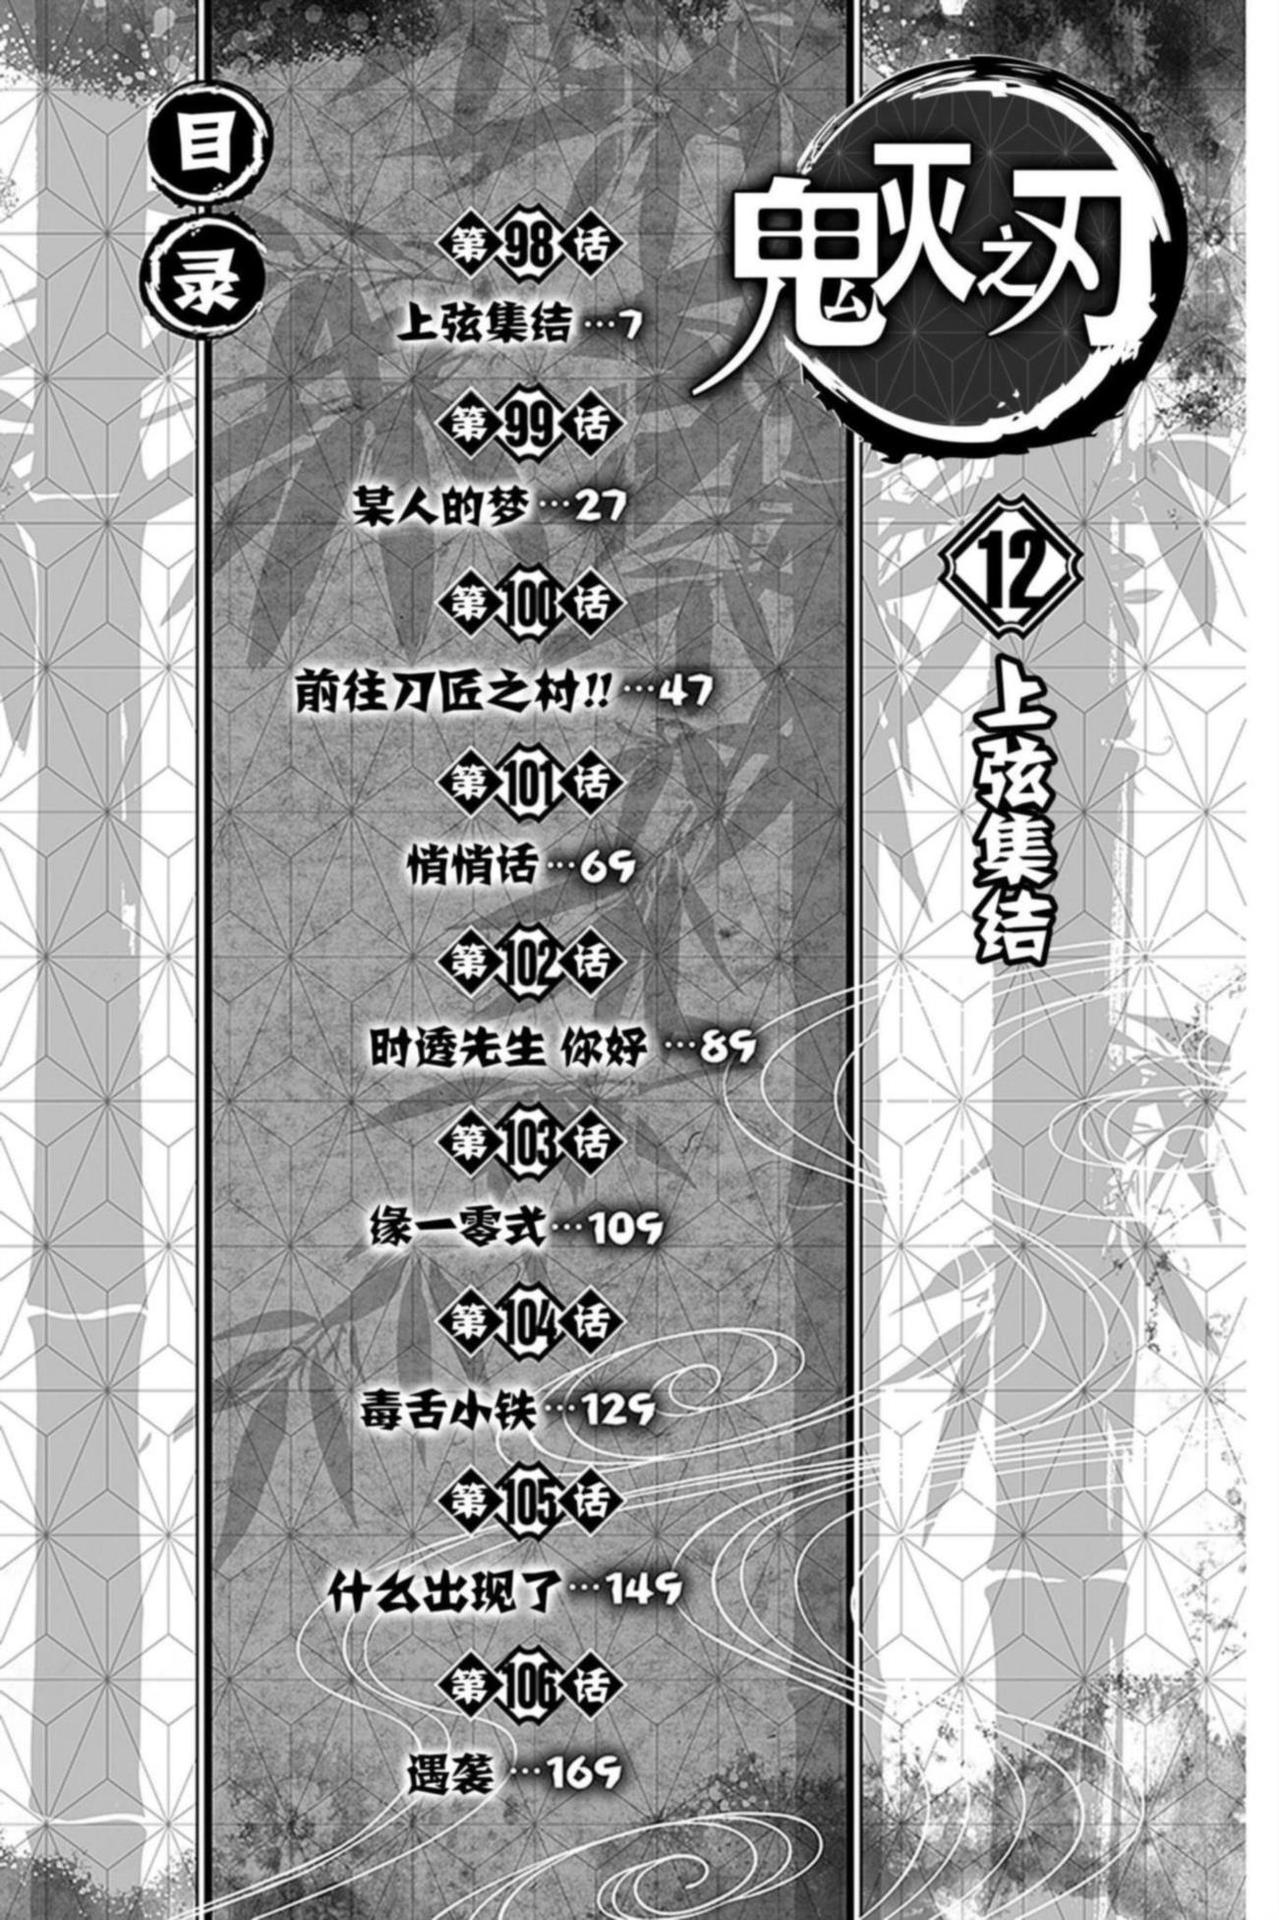 鬼灭之刃
12
上弦集结
目录
第98话
上弦集结…7
第99话
某人的梦…27
第100话
前往刀匠之村!!…47
第101话
悄悄话…69
第102话
时透先生 你好…89
第103话
缘一零式…109
第104话
毒舌小铁…129
第105话
什么出现了…149
第106话
遇袭…169